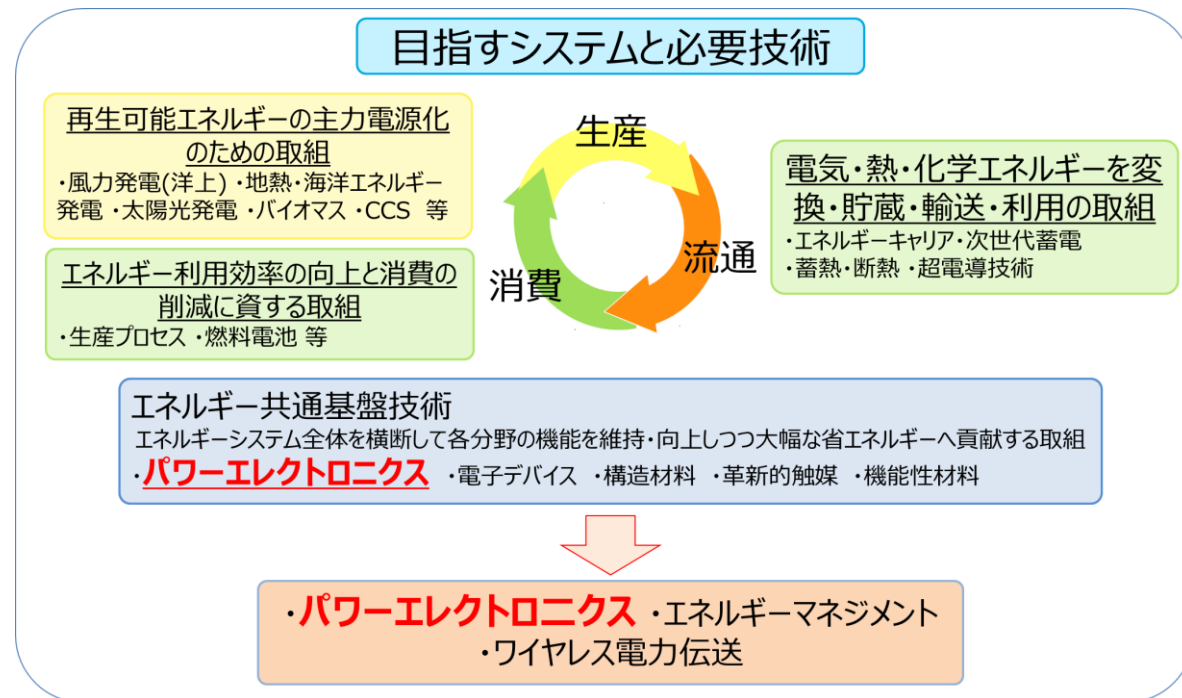 目指すシステムと必要技術
再生可能エネルギーの主力電源化
のための取組
・風力発電(洋上) ・地熱・海洋エネルギー
発電 ・太陽光発電 ・バイオマス ・CCS 等
エネルギー利用効率の向上と消費の
削減に資する取組
・生産プロセス ・燃料電池 等
生産
流通
消費
電気・熱・化学エネルギーを変
換・貯蔵・輸送・利用の取組
・エネルギーキャリア・次世代蓄電
・蓄熱・断熱 ・超電導技術
エネルギー共通基盤技術
エネルギーシステム全体を横断して各分野の機能を維持・向上しつつ大幅な省エネルギーへ貢献する取組
・パワーエレクトロニクス ・電子デバイス ・構造材料 ・革新的触媒 ・機能性材料
・パワーエレクトロニクス ・エネルギーマネジメント
・ワイヤレス電力伝送